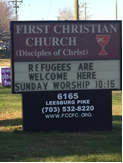 FIRST CHRISTIAN
CHURCH
(Disciples of Christ)
REFUGEES ARE
WELCOME HERE
SUNDAY WORSHIP 10:15
6165
LEESBURG PIKE
(703) 532-8220
WWW.FCCFC.ORG